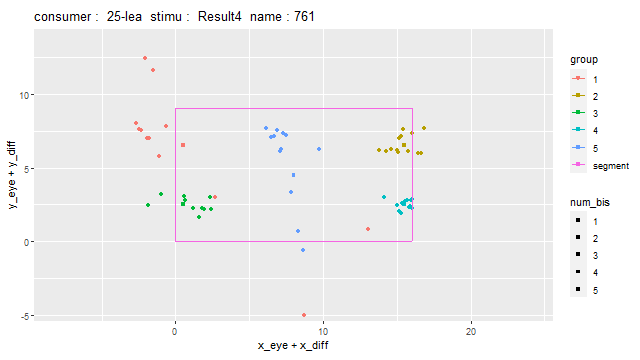 consumer : 25-lea stimu : Result4 name : 761
y_eye + y_diff
10
5
0
-5
0
10
20
x_eye + x_diff
group
1
2
3
4
5
segment
num_bis
1
2
3
4
5